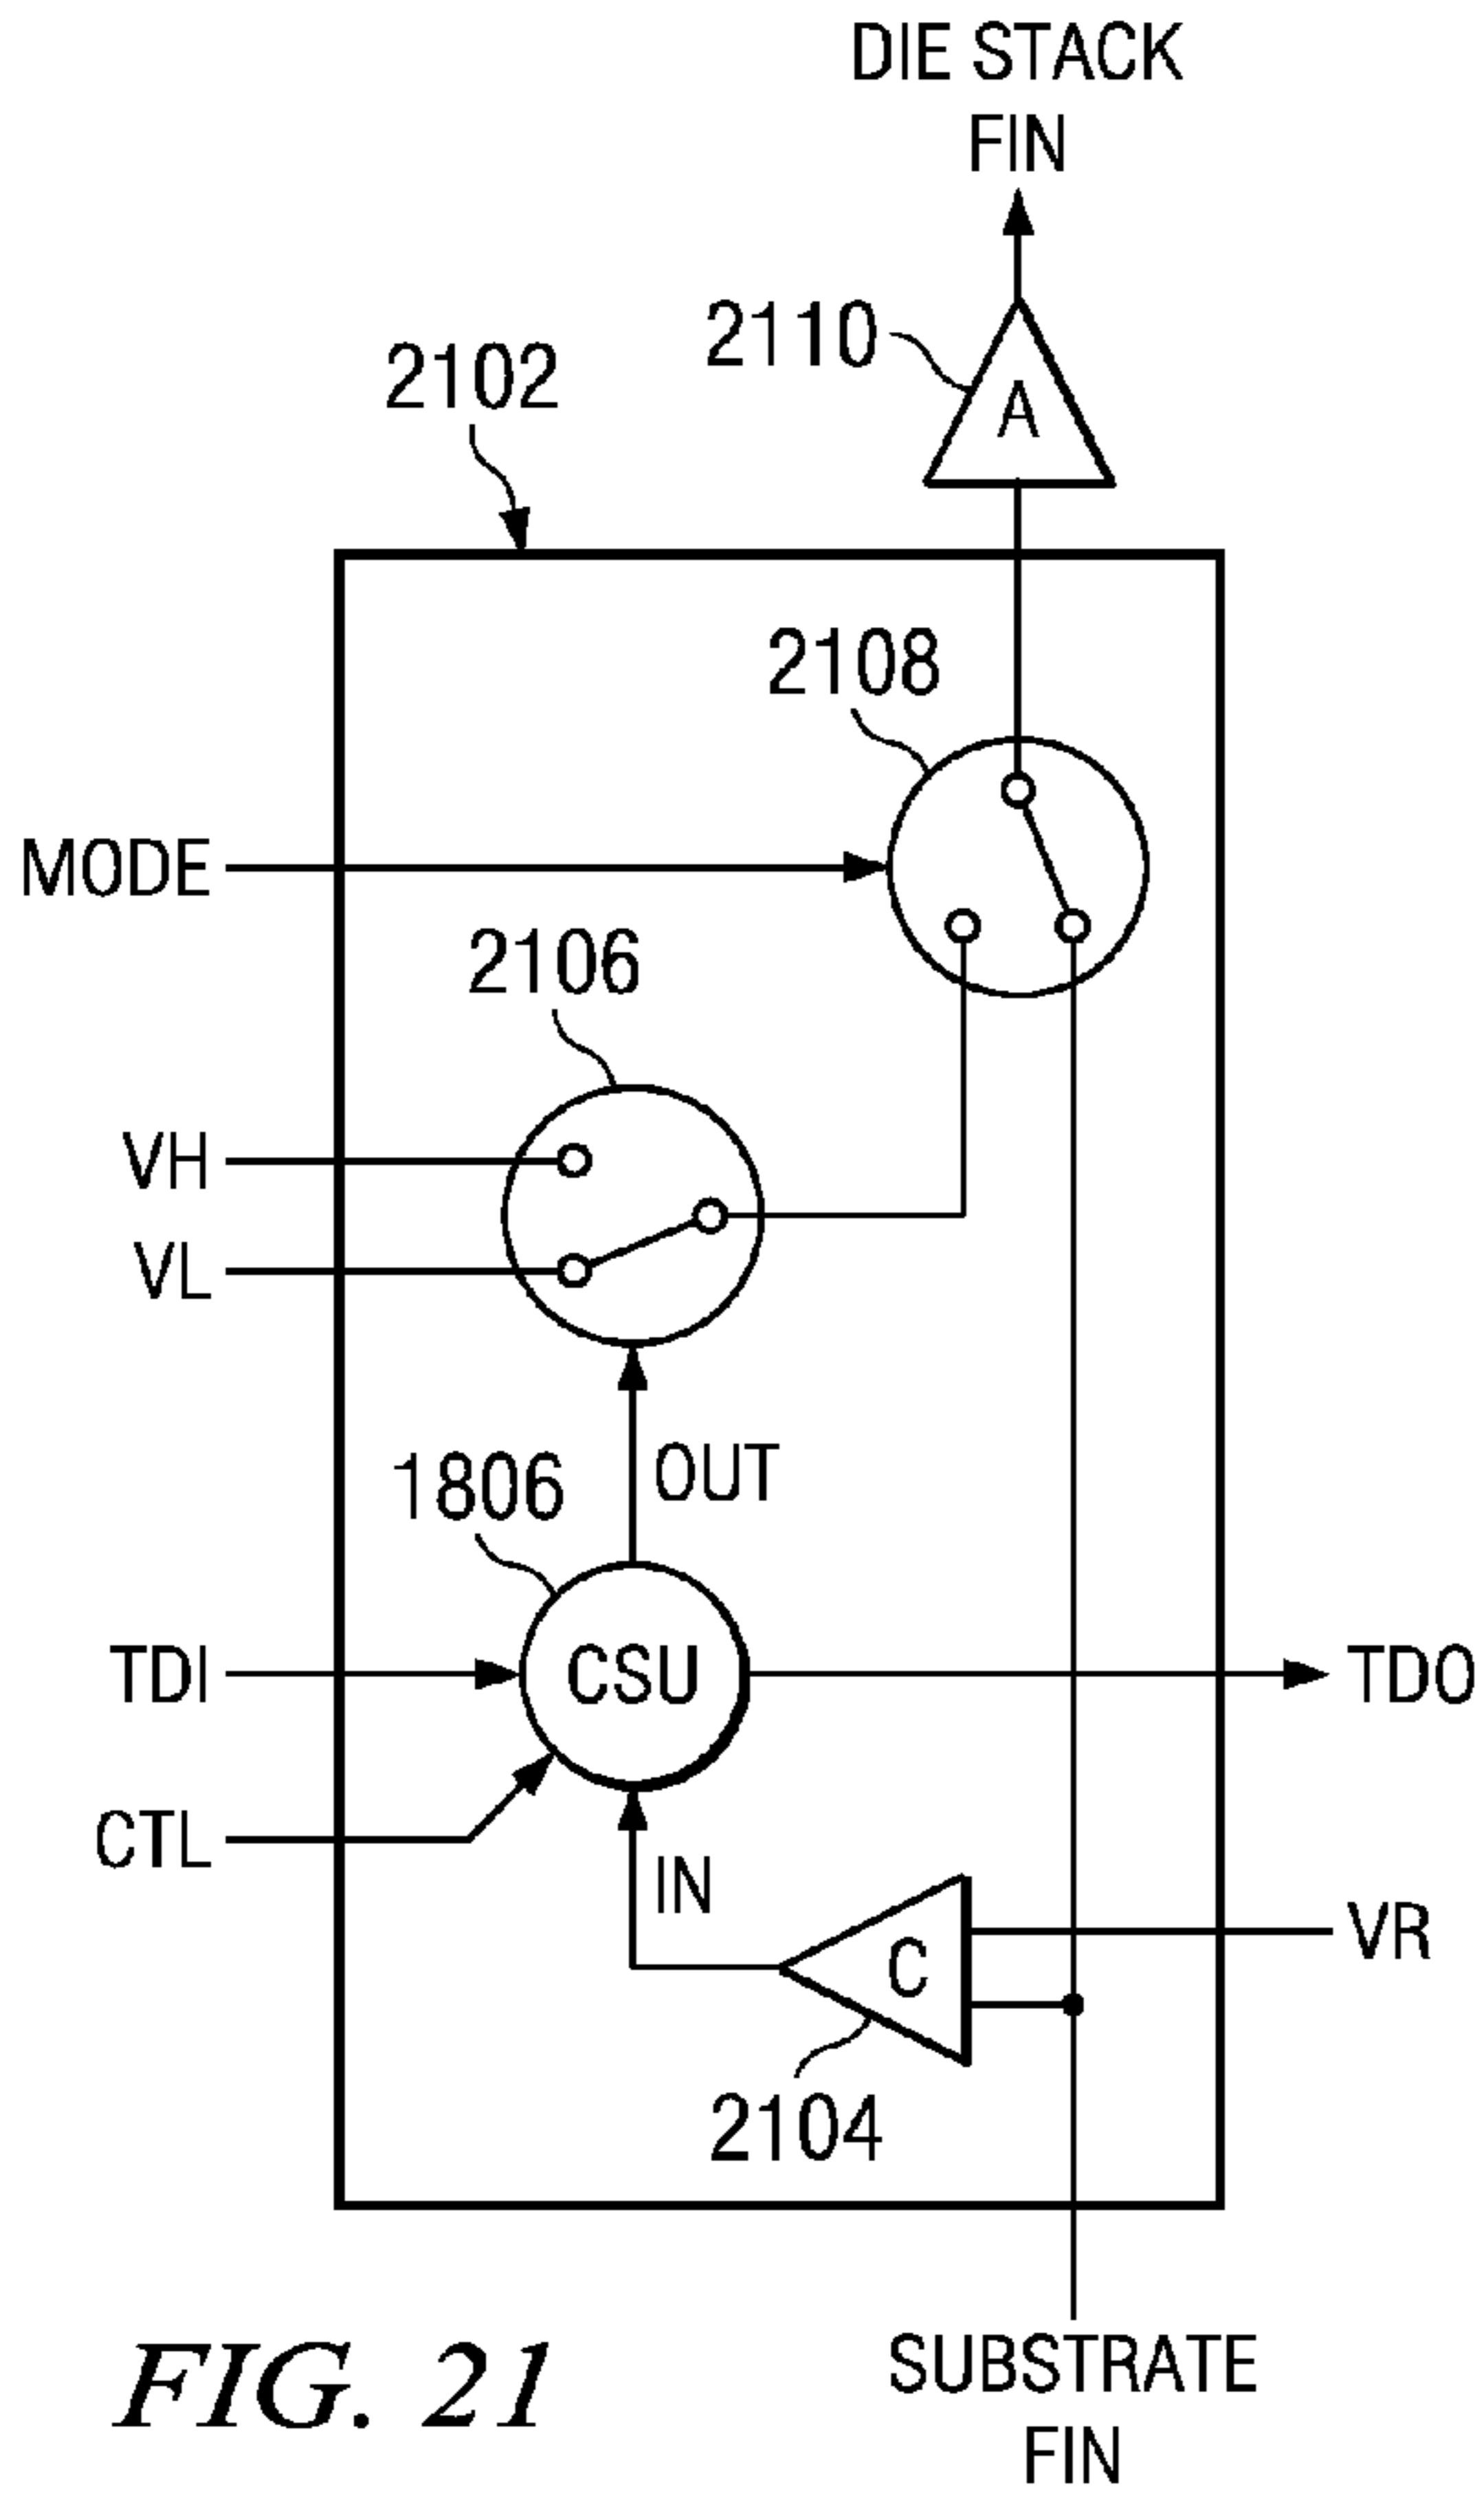 DIE STACK
FIN
2110
A
2102
2108
MODE
2106
VH
VL
OUT
1806
TDI
CSU
TDO
CTL
IN
VR
C
2104
SUBSTRATE
FIN
FIG. 21